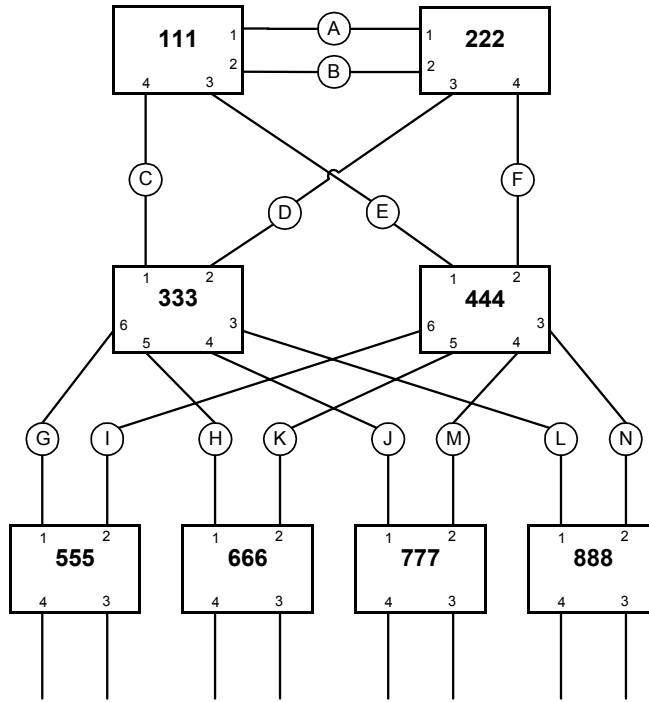 A
111 1 1 222
2 B 2
4 3 3 4
C F
D E
1 2 1 2
333 444
6 3 6 3
5 4 5 4
G I H K J M L N
1 2 1 2 1 2 1 2
555 666 777 888
4 3 4 3 4 3 4 3